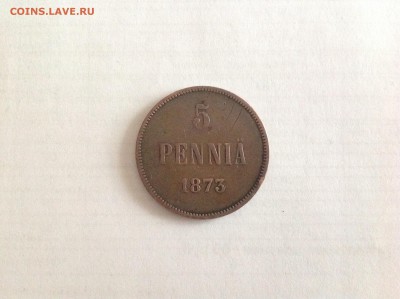 COINS.LAVE.RU
5
PENNIÄ
1873